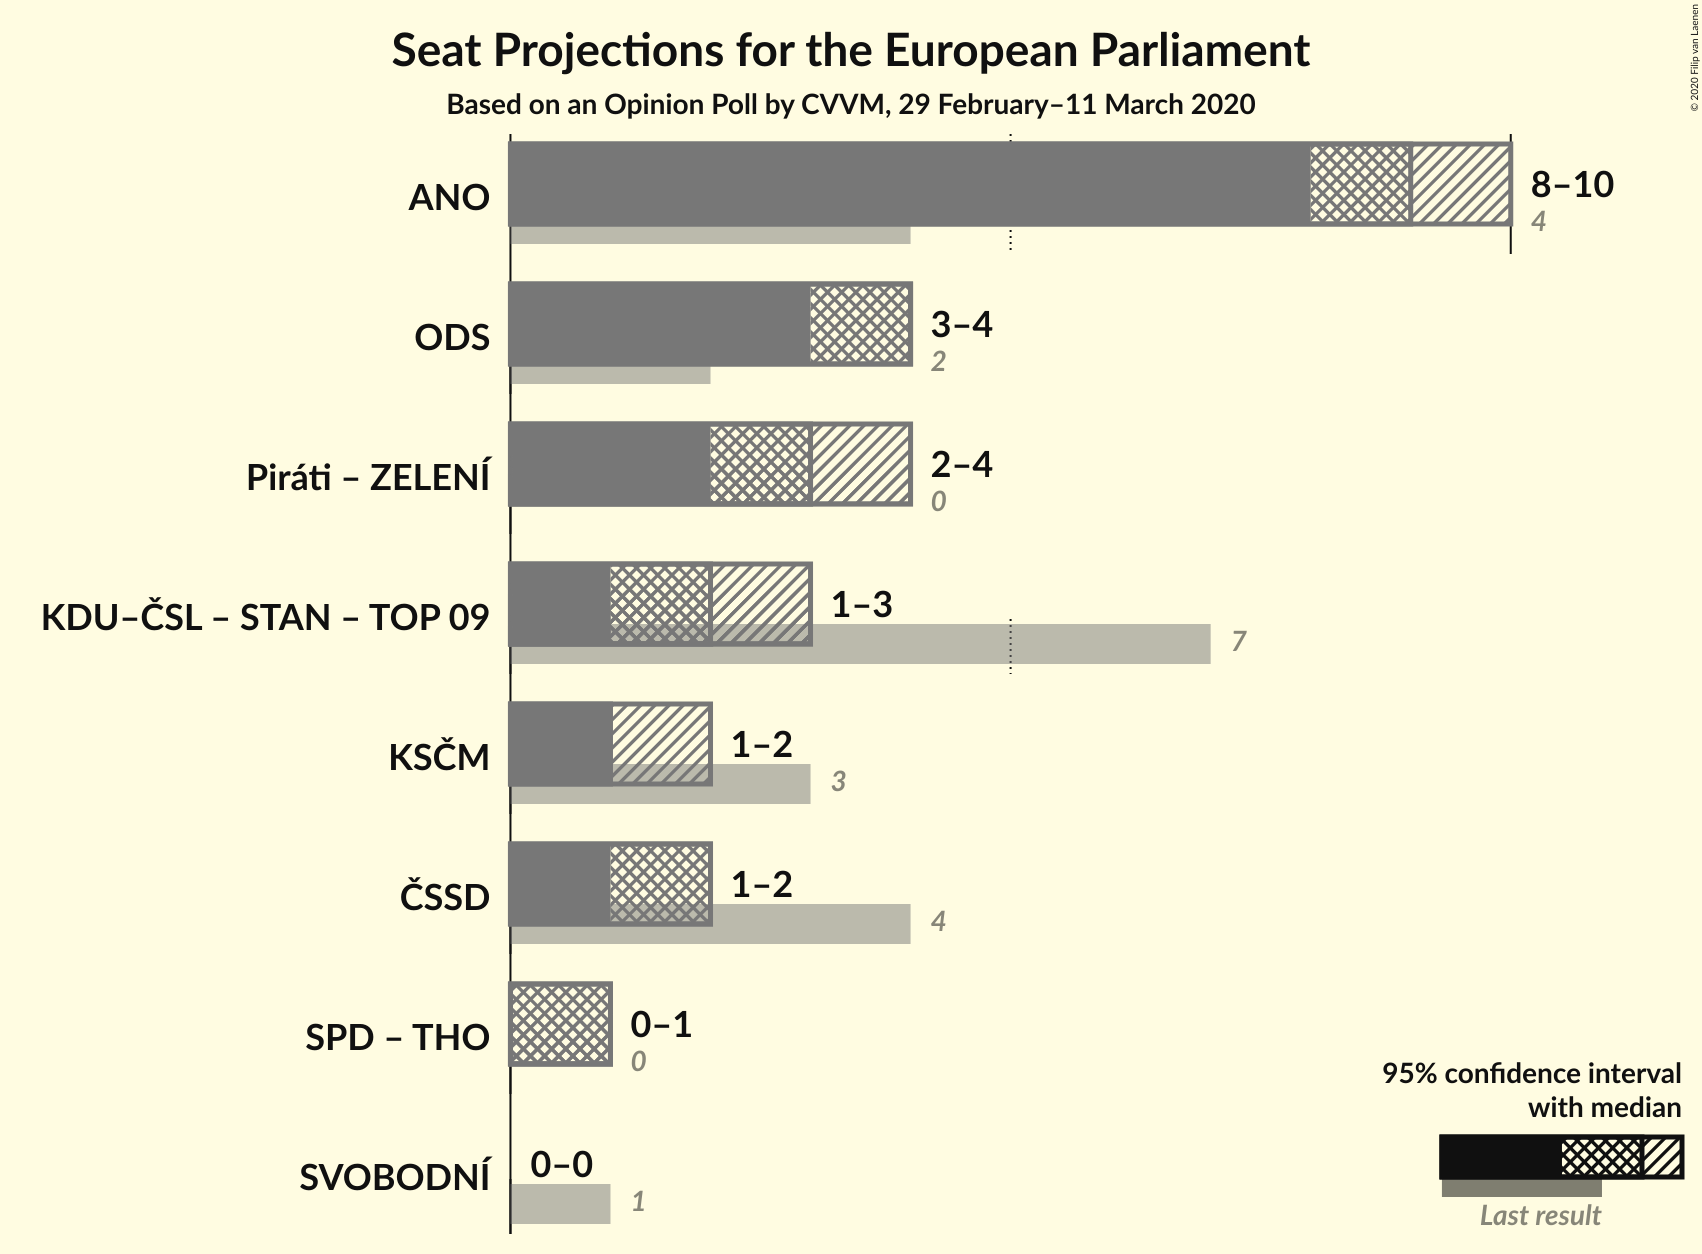 Seat Projections for the European Parliament
Based on an Opinion Poll by CVVM, 29 February–11 March 2020
© 2020 Filip van Laenen
ANO
8–10
4
ODS
3–4
2
Piráti – ZELENÍ
2–4
0
KDU–ČSL – STAN – TOP 09
1–3
7
KSČM
1–2
3
ČSSD
1–2
4
SPD – THO
0–1
0
SVOBODNÍ
0–0
1
95% confidence interval
with median
Last result